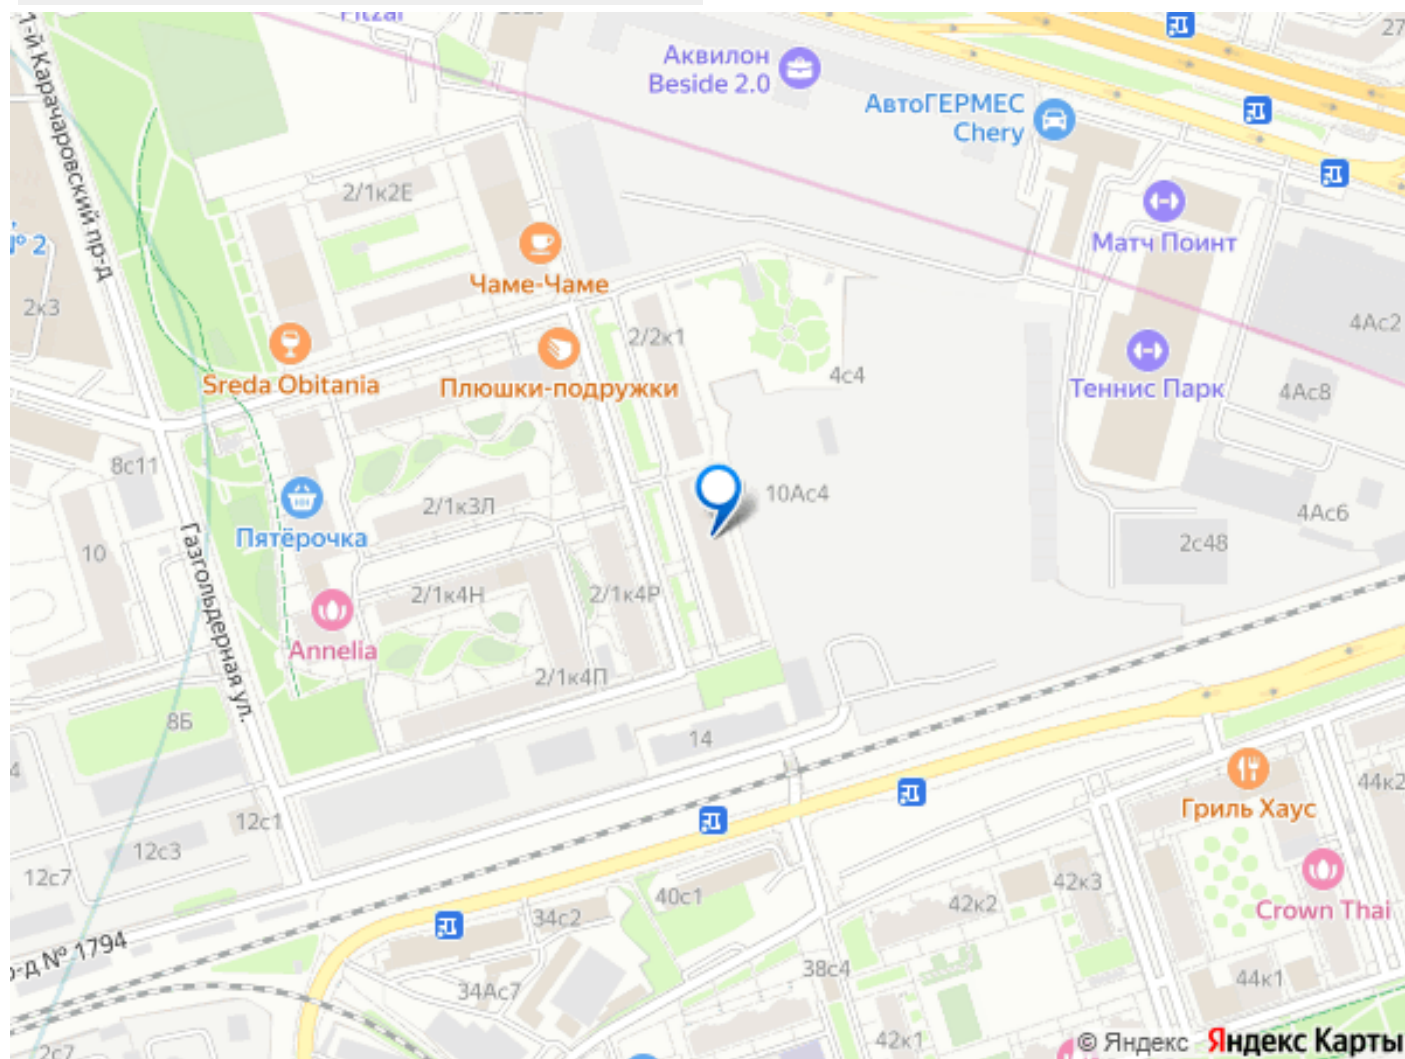 1-й Карачаровский пр-д
27
Аквилон
Beside 2.0
АвтоГЕРМЕС
Chery
2/1к2Е
№ 2
Матч Поинт
Чаме-Чаме
2к3
2/2к1
4Ас2
Sreda Obitania
Плюшки-подружки
4с4
Теннис Парк
4Ас8
8с11
2/1к3Л
10Ас4
4Ас6
Пятёрочка
2с48
10
Газгольдерная ул.
2/1к4Н
2/1к4Р
Annelia
2/1к4П
8Б
14
4
44к2
Гриль Хаус
12с1
12с3
12с7
42к3
40с1
42к2
Crown Thai
34с2
р-д № 1794
38с4
34Ас7
44к1
42к1
2с7
© Яндекс Яндекс Карты